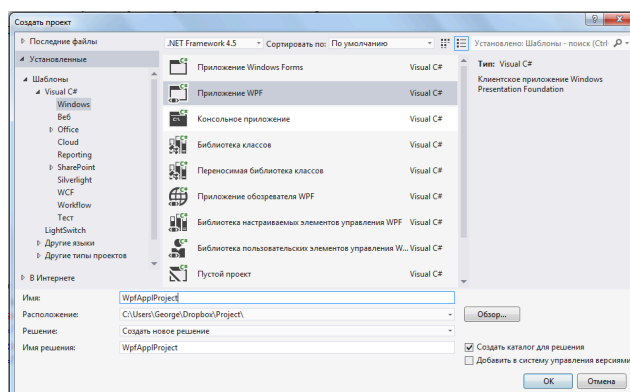 Создать проект
Последние файлы
.NET Framework 4.5 Сортировать по: По умолчанию Установлено: Шаблоны - поиск (Ctrl-
Установленные
Шаблоны
Visual C#
Windows
Веб
Office
Cloud
Reporting
SharePoint
Silverlight
WCF
Workflow
Тест
LightSwitch
Другие языки
Другие типы проектов
В Интернете
Приложение Windows Forms Visual C#
Приложение WPF Visual C#
Консольное приложение Visual C#
Библиотека классов Visual C#
Переносимая библиотека классов Visual C#
Приложение обозревателя WPF Visual C#
Библиотека настраиваемых элементов управления WPF Visual C#
Библиотека пользовательских элементов управления W... Visual C#
Пустой проект Visual C#
Тип: Visual C#
Клиентское приложение Windows
Presentation Foundation
Имя: WpfApplProject
Расположение: C:\Users\George\Dropbox\Project\ Обзор...
Решение: Создать новое решение
Имя решения: WpfApplProject
Создать каталог для решения
Добавить в систему управления версиями
ОК Отмена